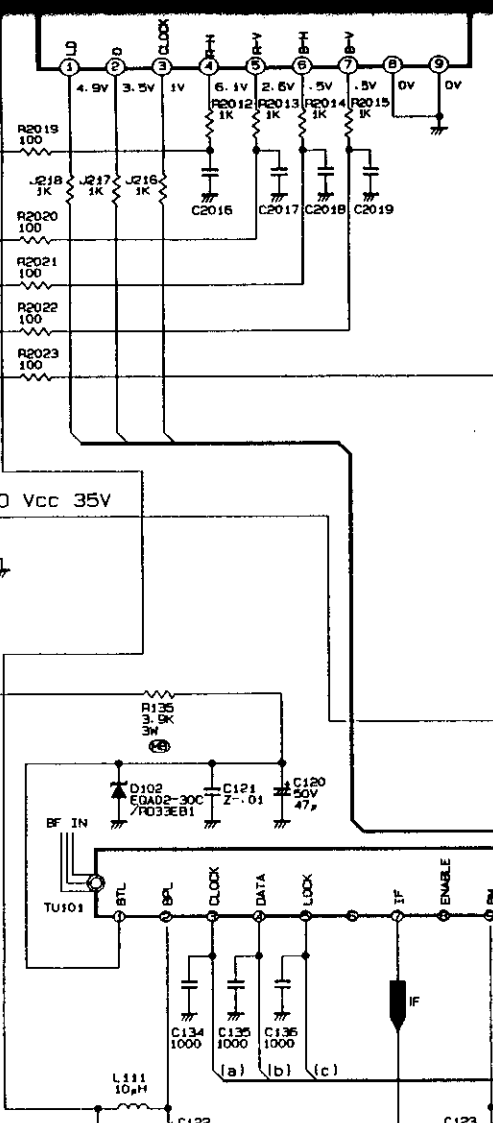 LD D CLOCK R-H R-V B-H B-V
1 2 3 4 5 6 7 8 9
4.9V 3.5V 1V 6.1V 2.6V .5V .5V 0V 0V
R2012 1K R2013 1K R2014 1K R2015 1K
R2019
100
J218 1K J217 1K J216 1K
C2016 C2017 C2018 C2019
R2020
100
R2021
100
R2022
100
R2023
100
Vcc 35V
R135
3.9K
3W
D102
EQA02-30C
/RD33EB1
C121
Z-.01
C120
50V
47μ
BF IN
TU101
BTL BPL CLOCK DATA LOCK IF ENABLE
1 2 3 4 5 6 7 8 9
C134 1000 C135 1000 C136 1000
IF
(a) (b) (c)
L111
10μH
C123